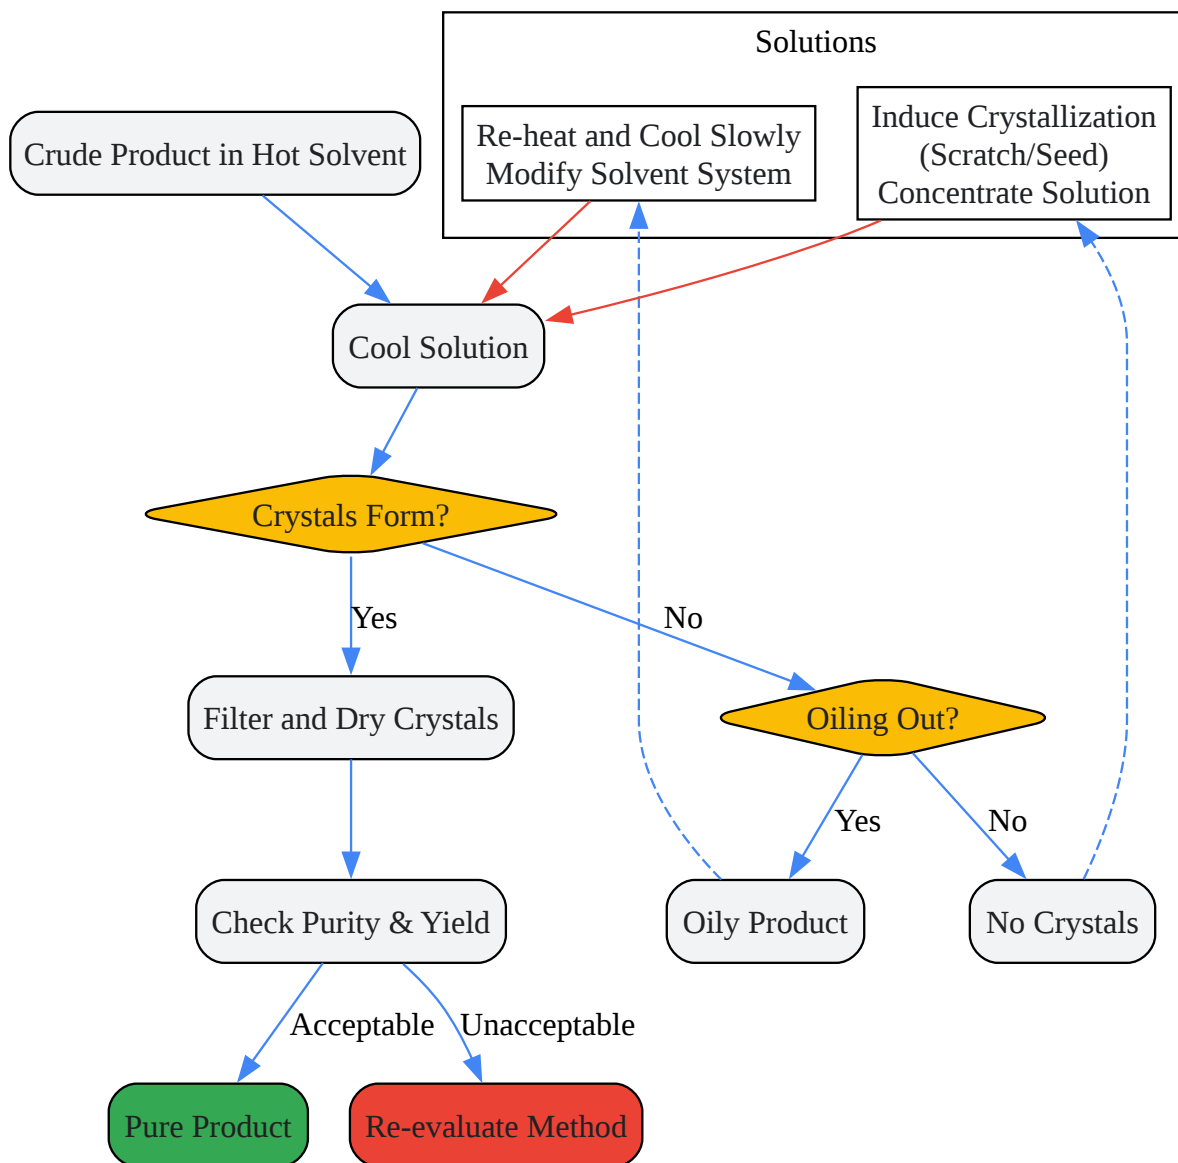 Solutions
Crude Product in Hot Solvent
Re-heat and Cool Slowly
Modify Solvent System
Induce Crystallization
(Scratch/Seed)
Concentrate Solution
Cool Solution
Crystals Form?
Yes
No
Filter and Dry Crystals
Oiling Out?
Yes
No
Check Purity & Yield
Oily Product
No Crystals
Acceptable
Unacceptable
Pure Product
Re-evaluate Method